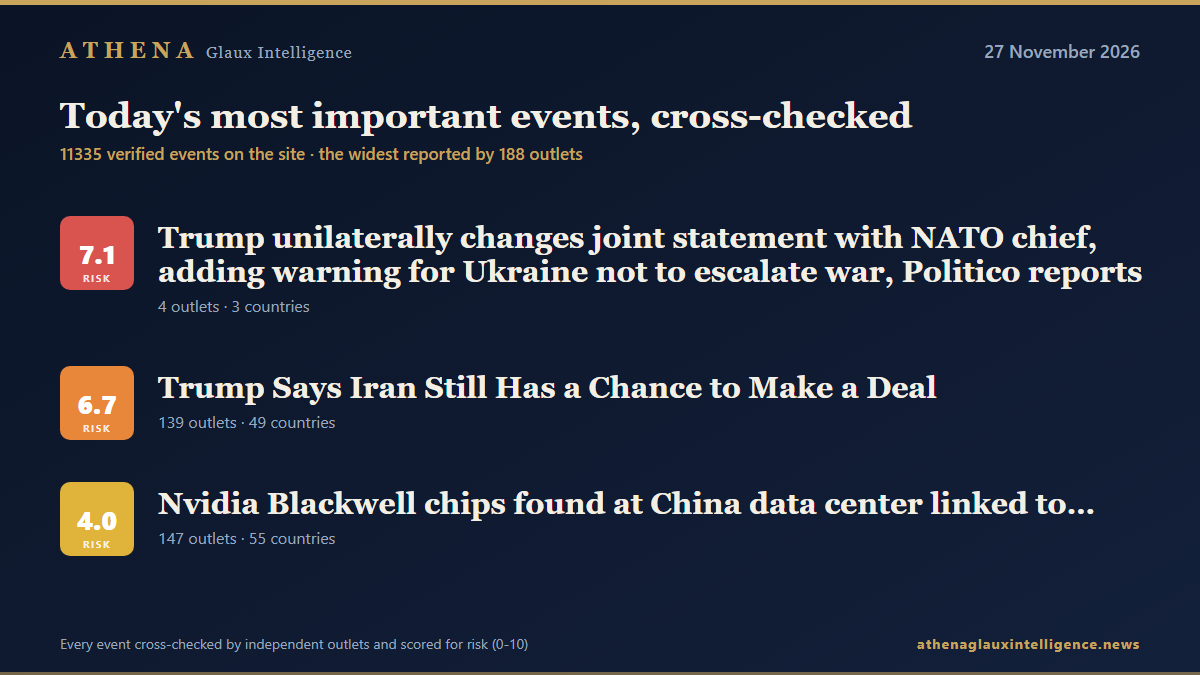 ATHENA Glaux Intelligence
27 November 2026
Today's most important events, cross-checked
11335 verified events on the site · the widest reported by 188 outlets
7.1
RISK
Trump unilaterally changes joint statement with NATO chief,
adding warning for Ukraine not to escalate war, Politico reports
4 outlets · 3 countries
6.7
RISK
Trump Says Iran Still Has a Chance to Make a Deal
139 outlets · 49 countries
4.0
RISK
Nvidia Blackwell chips found at China data center linked to...
147 outlets · 55 countries
Every event cross-checked by independent outlets and scored for risk (0-10)
athenaglauxintelligence.news